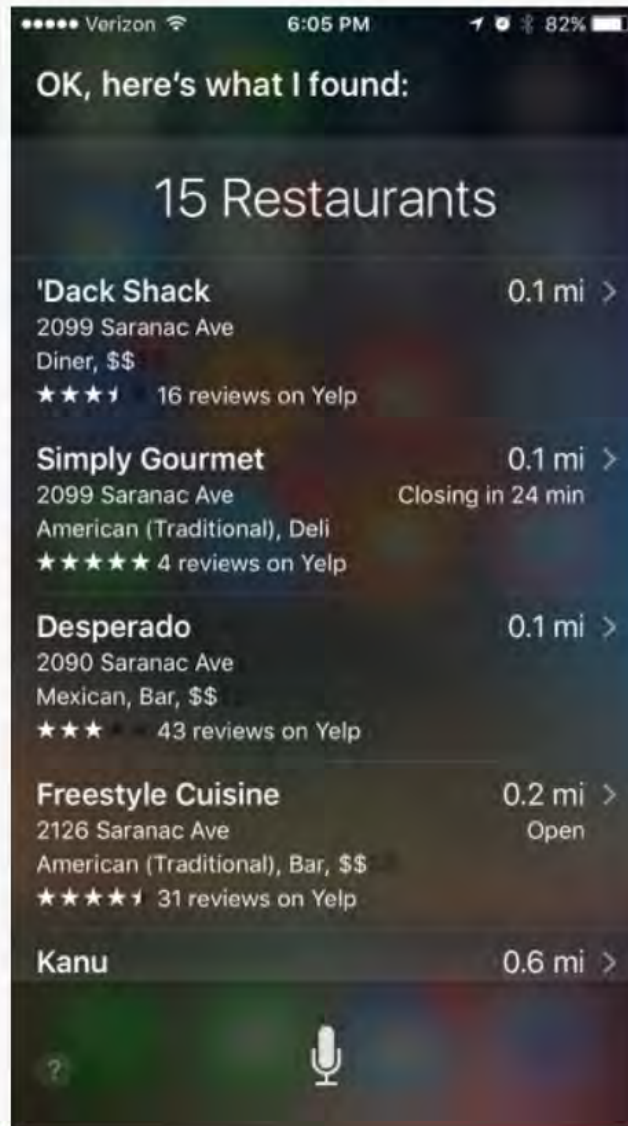 Verizon 6:05 PM 82%
OK, here's what I found:
15 Restaurants
'Dack Shack 0.1 mi >
2099 Saranac Ave
Diner, $$
16 reviews on Yelp
Simply Gourmet 0.1 mi >
2099 Saranac Ave Closing in 24 min
American (Traditional), Deli
4 reviews on Yelp
Desperado 0.1 mi >
2090 Saranac Ave
Mexican, Bar, $$
43 reviews on Yelp
Freestyle Cuisine 0.2 mi >
2126 Saranac Ave Open
American (Traditional), Bar, $$
31 reviews on Yelp
Kanu 0.6 mi >
?